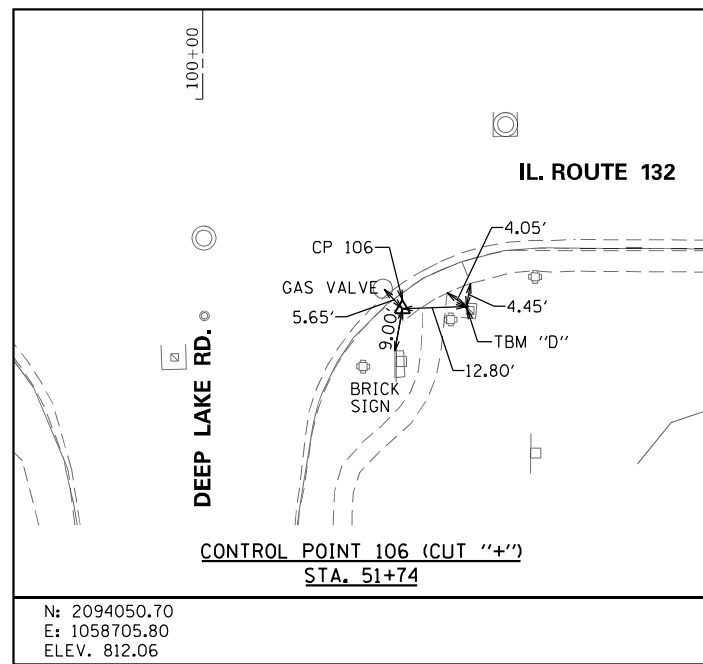 100+00
IL. ROUTE 132
4.05'
CP 106
GAS VALVE
5.65'
9.00'
4.45'
TBM "D"
12.80'
BRICK
SIGN
DEEP LAKE RD.
CONTROL POINT 106 (CUT "+")
STA. 51+74
N: 2094050.70
E: 1058705.80
ELEV. 812.06